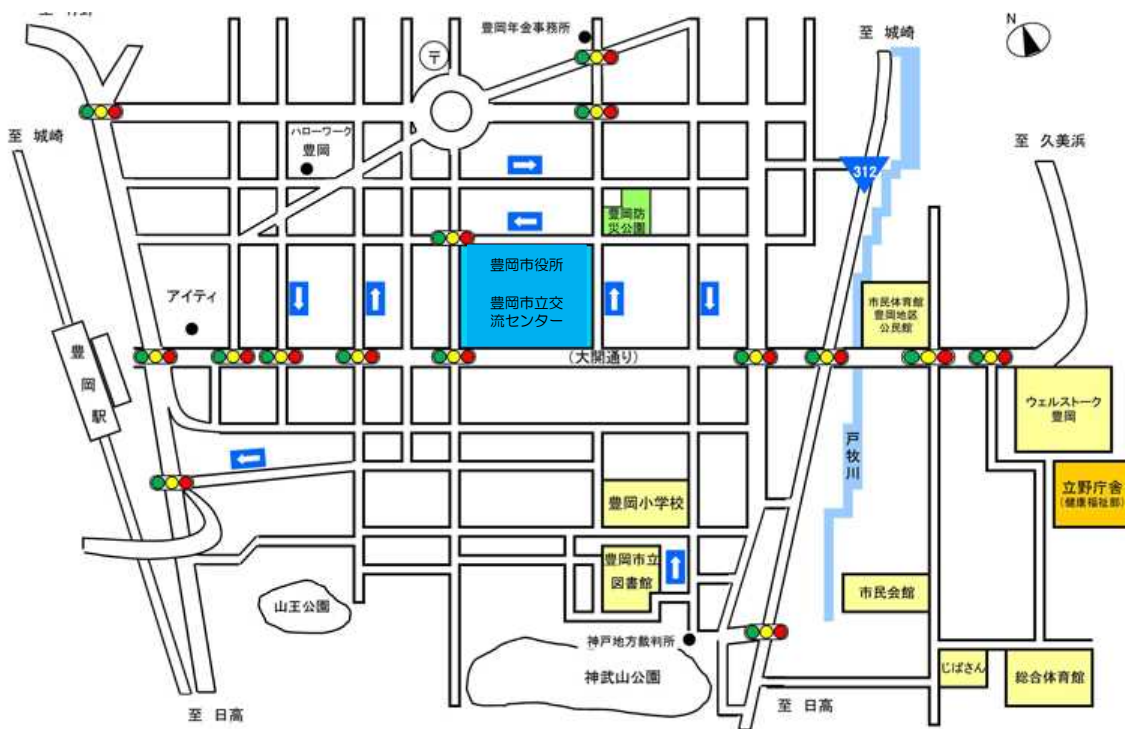 豊岡年金事務所
N
至 城崎
〒
至 城崎
ハローワーク
豊岡
至 久美浜
312
豊岡防
災公園
豊岡市役所
豊岡市立交
流センター
アイティ
市民体育館
豊岡地区
公民館
豊岡駅
(大開通り)
ウェルストーク
豊岡
戸牧川
立野庁舎
(健康福祉部)
豊岡小学校
豊岡市立
図書館
市民会館
山王公園
神戸地方裁判所
神武山公園
じばさん
総合体育館
至 日高
至 日高